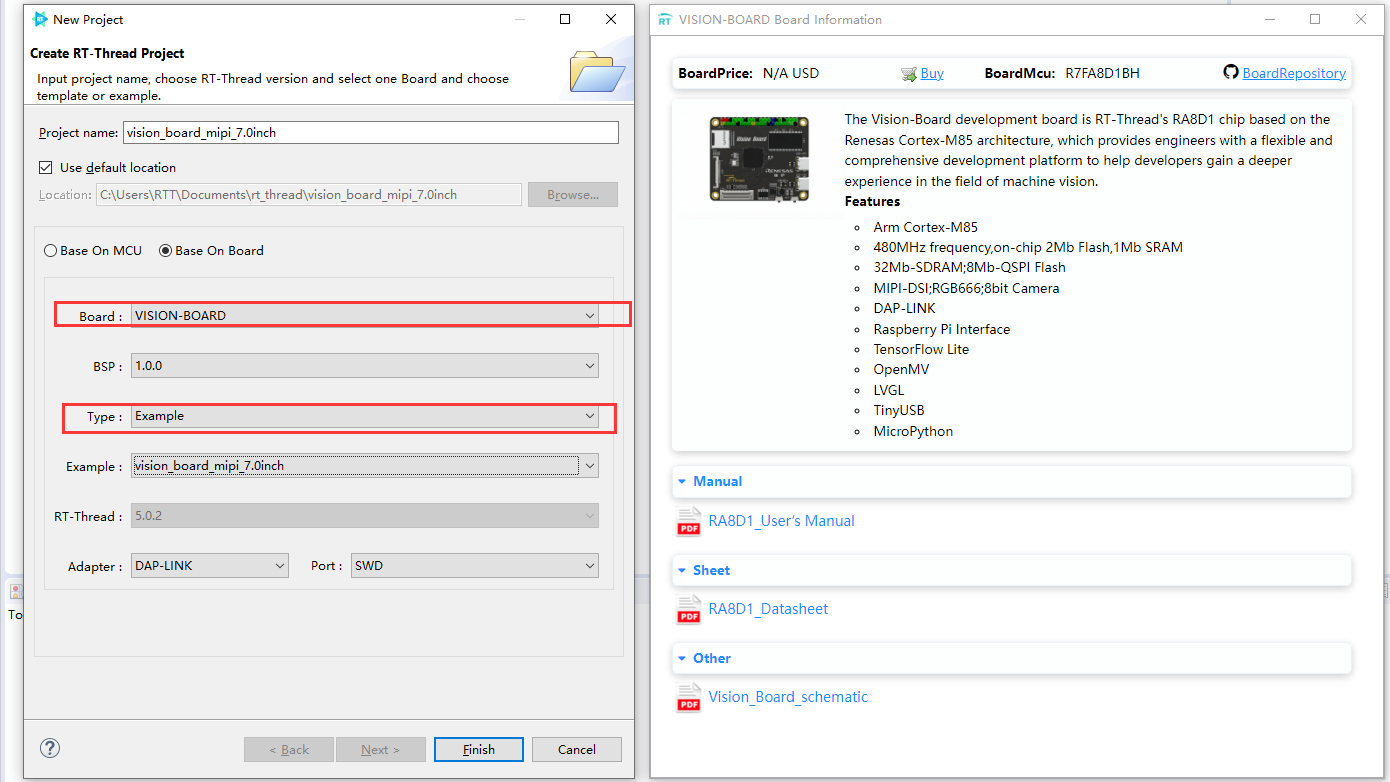 New Project
Create RT-Thread Project
Input project name, choose RT-Thread version and select one Board and choose
template or example.
Project name: vision_board_mipi_7.0inch
Use default location
Location: C:\Users\RTT\Documents\rt_thread\vision_board_mipi_7.0inch Browse...
Base On MCU Base On Board
Board : VISION-BOARD
BSP : 1.0.0
Type : Example
Example : vision_board_mipi_7.0inch
RT-Thread : 5.0.2
Adapter : DAP-LINK Port : SWD
< Back Next > Finish Cancel
To
RT VISION-BOARD Board Information
BoardPrice: N/A USD Buy BoardMcu: R7FA8D1BH BoardRepository
The Vision-Board development board is RT-Thread's RA8D1 chip based on the
Renesas Cortex-M85 architecture, which provides engineers with a flexible and
comprehensive development platform to help developers gain a deeper
experience in the field of machine vision.
Features
Arm Cortex-M85
480MHz frequency,on-chip 2Mb Flash,1Mb SRAM
32Mb-SDRAM;8Mb-QSPI Flash
MIPI-DSI;RGB666;8bit Camera
DAP-LINK
Raspberry Pi Interface
TensorFlow Lite
OpenMV
LVGL
TinyUSB
MicroPython
Manual
PDF RA8D1_User's Manual
Sheet
PDF RA8D1_Datasheet
Other
PDF Vision_Board_schematic